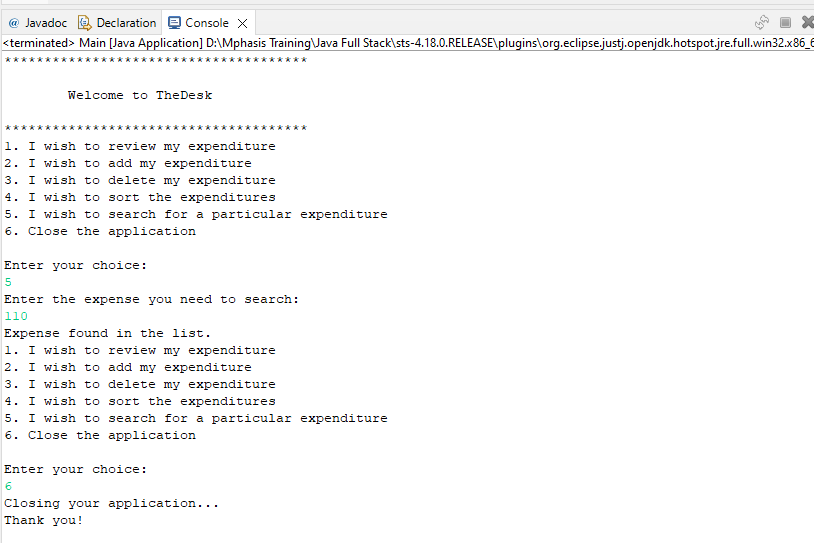 @ Javadoc Declaration Console
<terminated> Main [Java Application] D:\Mphasis Training\Java Full Stack\sts-4.18.0.RELEASE\plugins\org.eclipse.justj.openjdk.hotspot.jre.full.win32.x86_6
**************************************
Welcome to TheDesk
**************************************
1. I wish to review my expenditure
2. I wish to add my expenditure
3. I wish to delete my expenditure
4. I wish to sort the expenditures
5. I wish to search for a particular expenditure
6. Close the application
Enter your choice:
5
Enter the expense you need to search:
110
Expense found in the list.
1. I wish to review my expenditure
2. I wish to add my expenditure
3. I wish to delete my expenditure
4. I wish to sort the expenditures
5. I wish to search for a particular expenditure
6. Close the application
Enter your choice:
6
Closing your application...
Thank you!